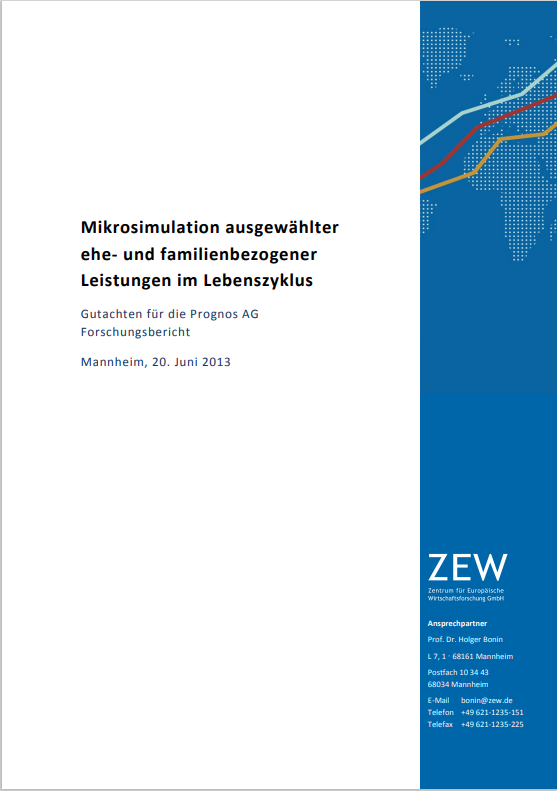 Mikrosimulation ausgewählter
ehe- und familienbezogener
Leistungen im Lebenszyklus
Gutachten für die Prognos AG
Forschungsbericht
Mannheim, 20. Juni 2013
ZEW
Zentrum für Europäische
Wirtschaftsforschung GmbH
Ansprechpartner
Prof. Dr. Holger Bonin
L 7, 1 · 68161 Mannheim
Postfach 10 34 43
68034 Mannheim
E-Mail bonin@zew.de
Telefon +49 621-1235-151
Telefax +49 621-1235-225